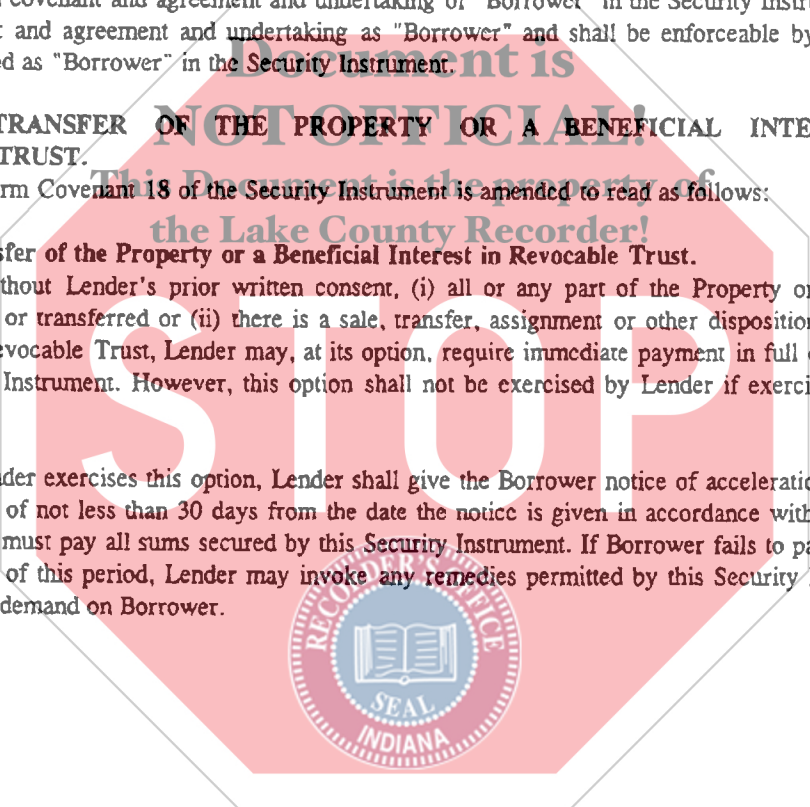 covenant and agreement and undertaking of "Borrower" in the Security
and agreement and undertaking as "Borrower" and shall be enforceable by
as "Borrower" in the Security Instrument.
Document is
NOT OFFICIAL!
TRANSFER OF THE PROPERTY OR A BENEFICIAL INTE
TRUST.
This Document is the property of
rm Covenant 18 of the Security Instrument is amended to read as follows:
the Lake County Recorder!
sfer of the Property or a Beneficial Interest in Revocable Trust.
thout Lender's prior written consent, (i) all or any part of the Property or
or transferred or (ii) there is a sale, transfer, assignment or other disposition
evocable Trust, Lender may, at its option, require immediate payment in full
Instrument. However, this option shall not be exercised by Lender if exerci
STOP
der exercises this option, Lender shall give the Borrower notice of acceleratio
of not less than 30 days from the date the notice is given in accordance with
must pay all sums secured by this Security Instrument. If Borrower fails to pa
of this period, Lender may invoke any remedies permitted by this Security
demand on Borrower.
RECORDER'S OFFICE
SEAL
INDIANA